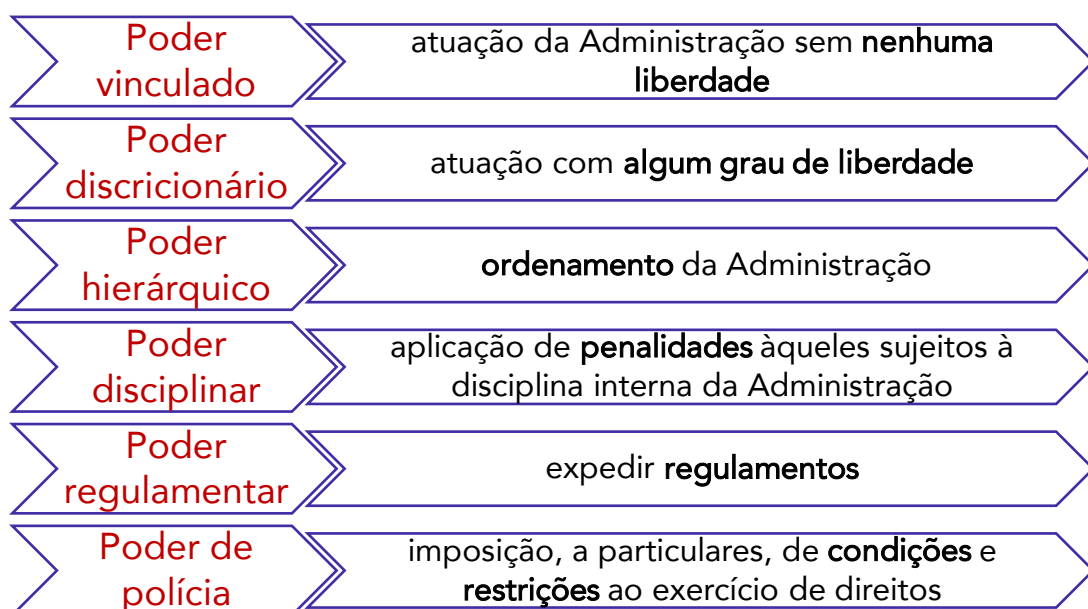 Poder
vinculado
atuação da Administração sem nenhuma
liberdade
Poder
discricionário
atuação com algum grau de liberdade
Poder
hierárquico
ordenamento da Administração
Poder
disciplinar
aplicação de penalidades àqueles sujeitos à
disciplina interna da Administração
Poder
regulamentar
expedir regulamentos
Poder de
polícia
imposição, a particulares, de condições e
restrições ao exercício de direitos